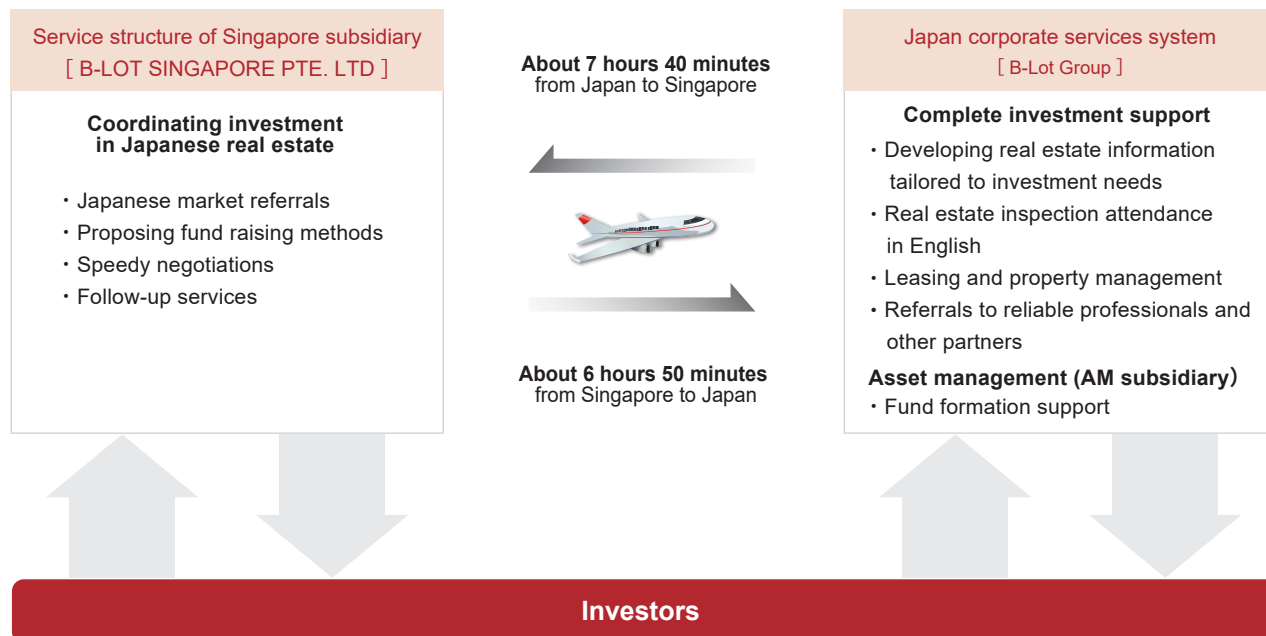 Service structure of Singapore subsidiary
[ B-LOT SINGAPORE PTE. LTD ]
Coordinating investment
in Japanese real estate
・Japanese market referrals
・Proposing fund raising methods
・Speedy negotiations
・Follow-up services
About 7 hours 40 minutes
from Japan to Singapore
About 6 hours 50 minutes
from Singapore to Japan
Japan corporate services system
[ B-Lot Group ]
Complete investment support
・Developing real estate information
tailored to investment needs
・Real estate inspection attendance
in English
・Leasing and property management
・Referrals to reliable professionals and
other partners
Asset management (AM subsidiary）
・Fund formation support
Investors